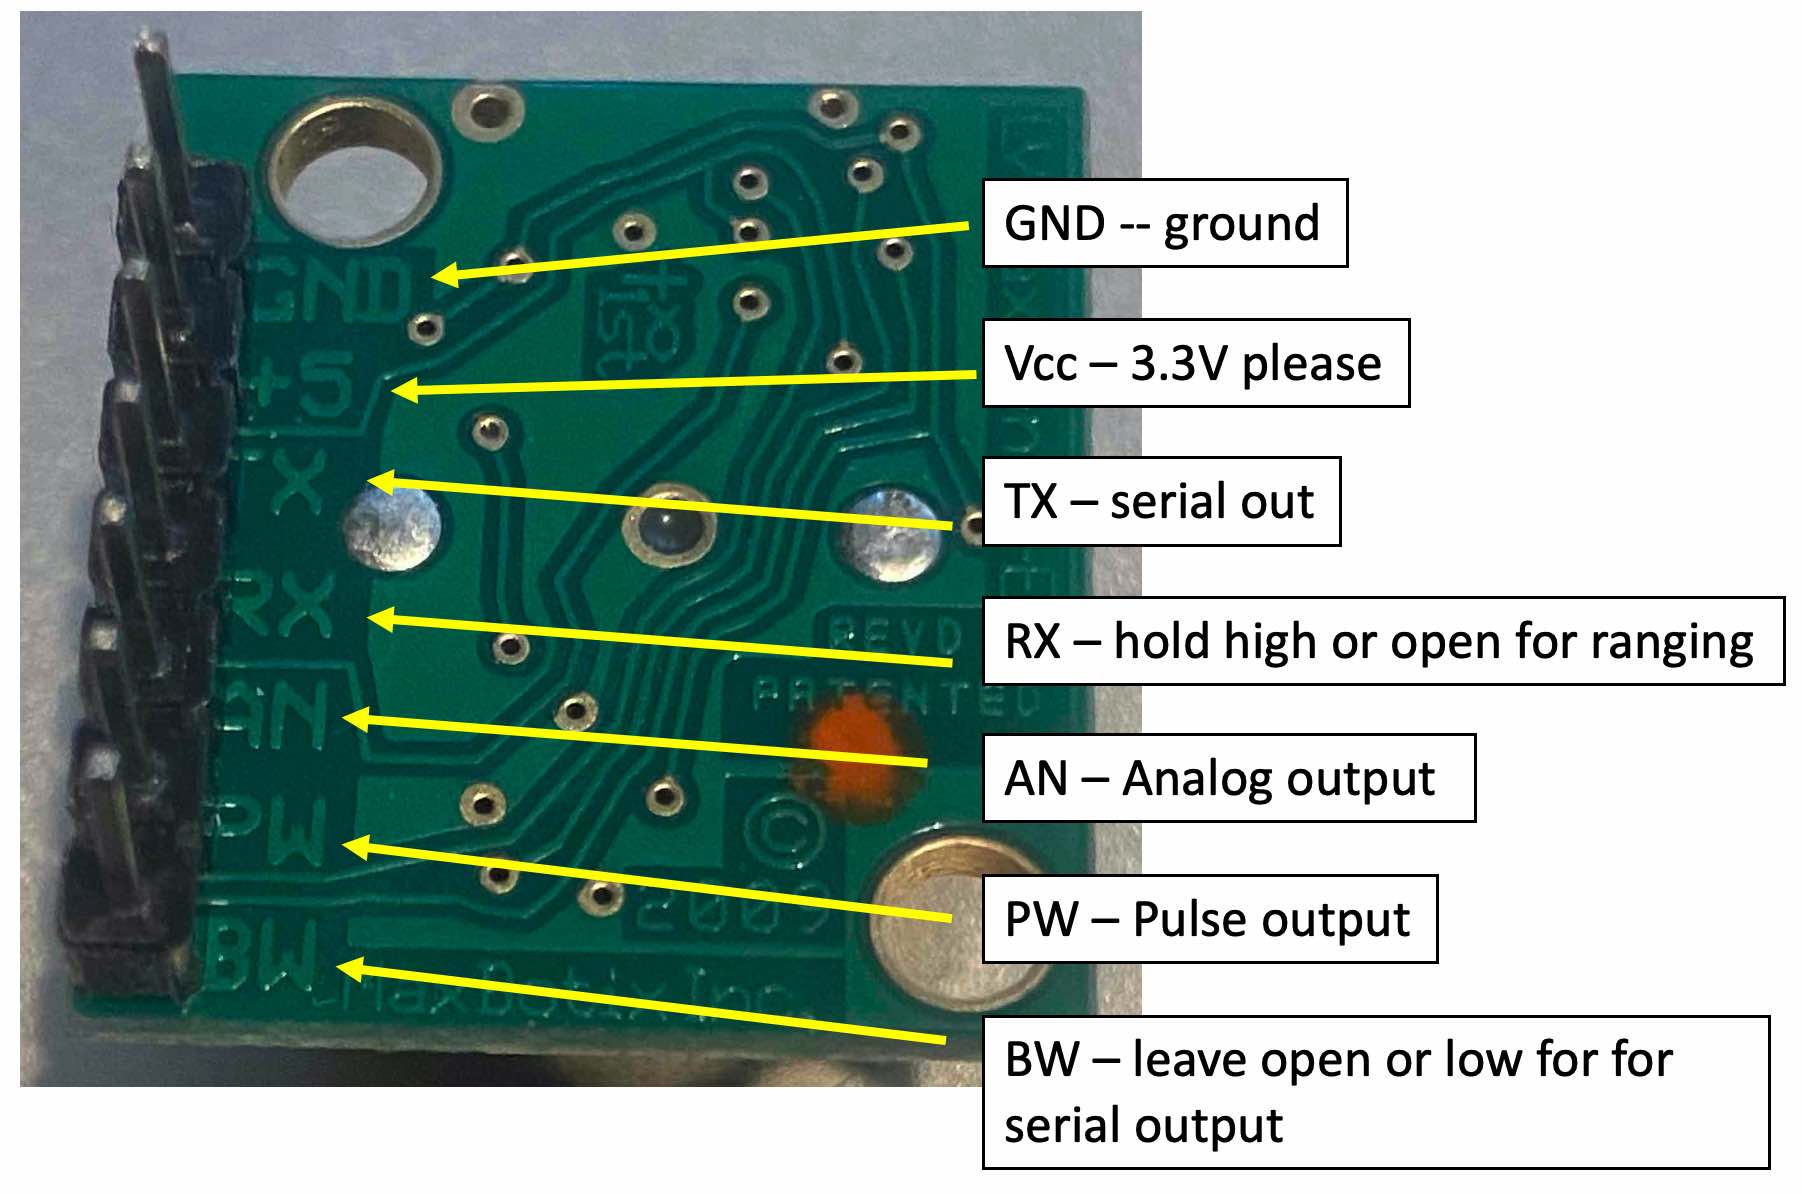 GND
GND -- ground
+5
Vcc – 3.3V please
TX
TX – serial out
RX
RX – hold high or open for ranging
REVD
PATENTED
AN
AN – Analog output
PW
© 
2009
PW – Pulse output
BW
MaxBotix Inc.
BW – leave open or low for for
serial output